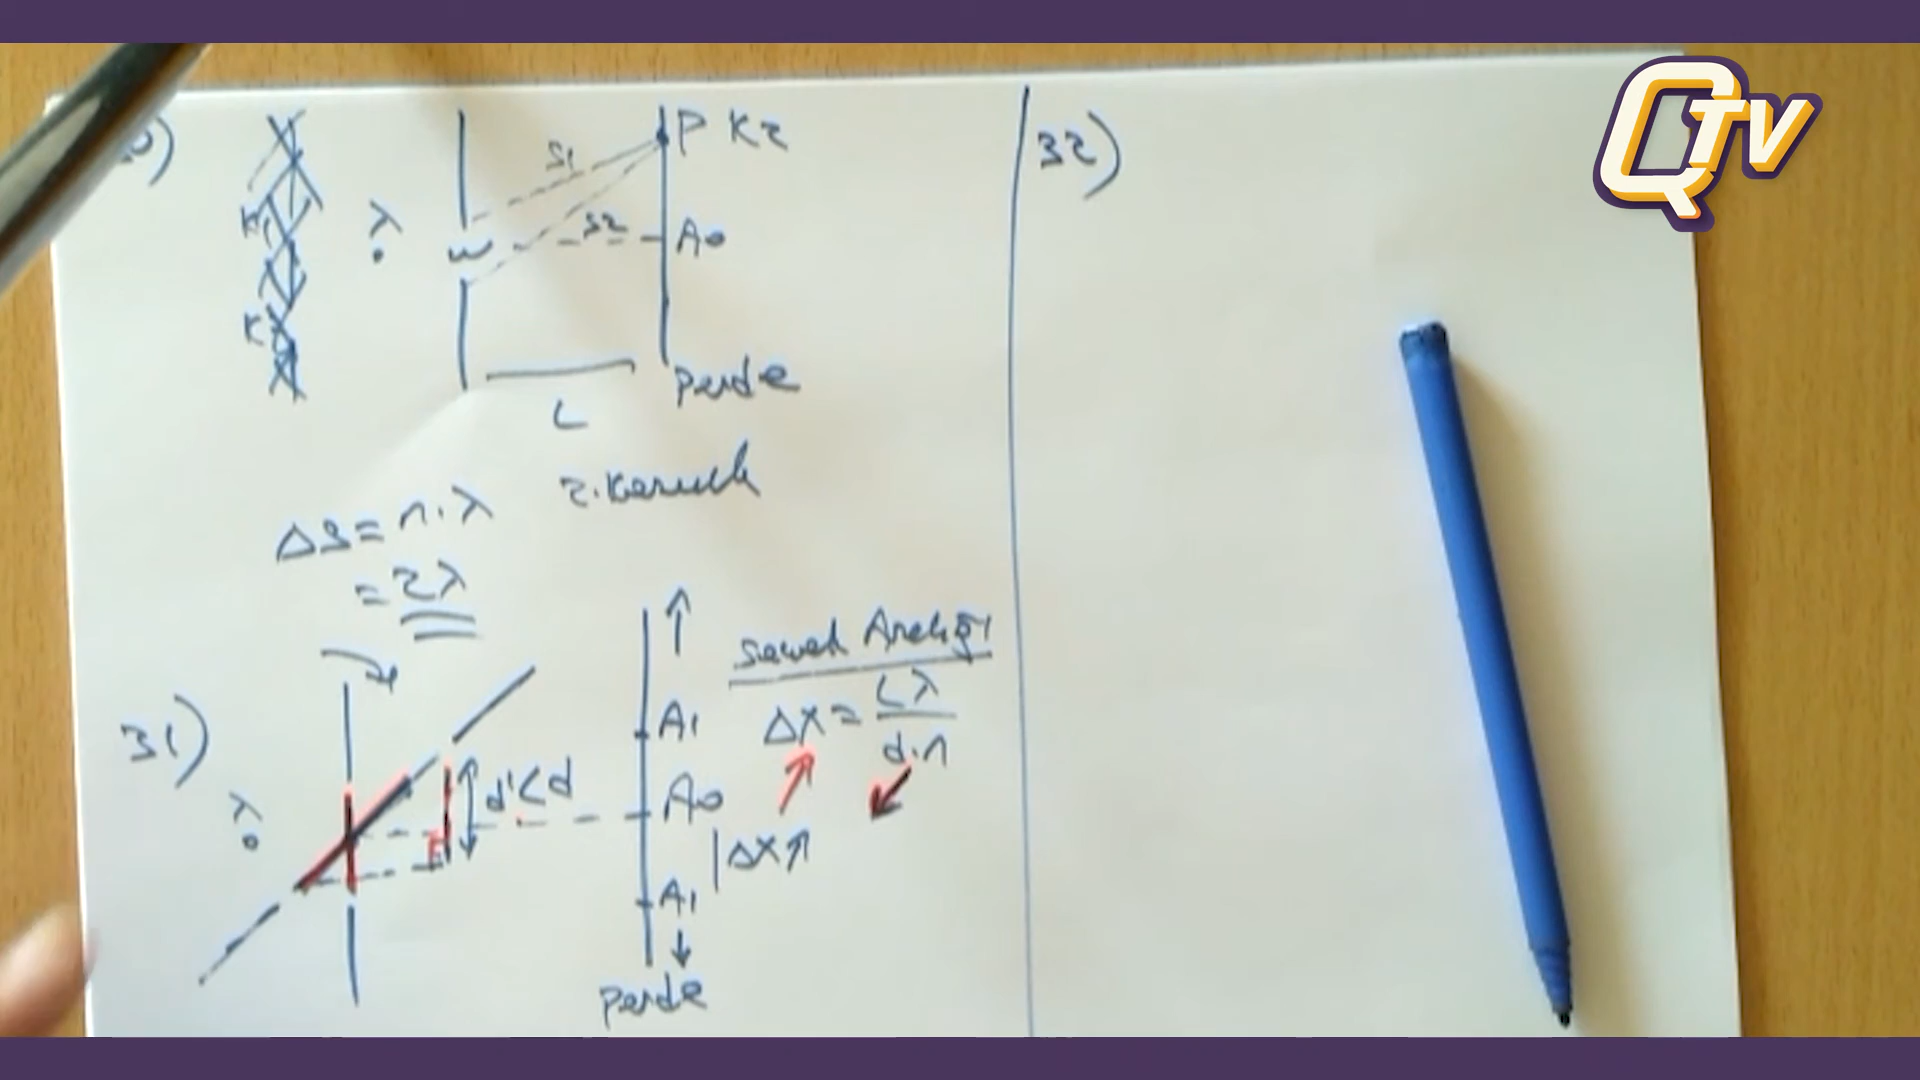 QTV
P K2
S1
λ
S2
w
A0
Perde
L
2. Karanlık
ΔS = n.λ
= 2λ
31)
λ
d' < d
A1
A0
A1
Perde
Saçak Aralığı
Δx = Lλ / d.n
Δx↑
32)